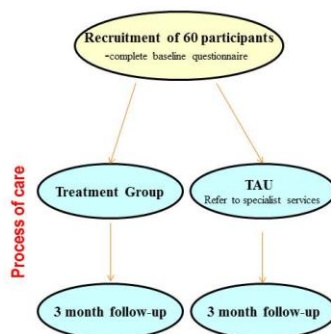 Recruitment of 60 participants
-complete baseline questionnaire
Process of care
Treatment Group
TAU
Refer to specialist services
3 month follow-up
3 month follow-up